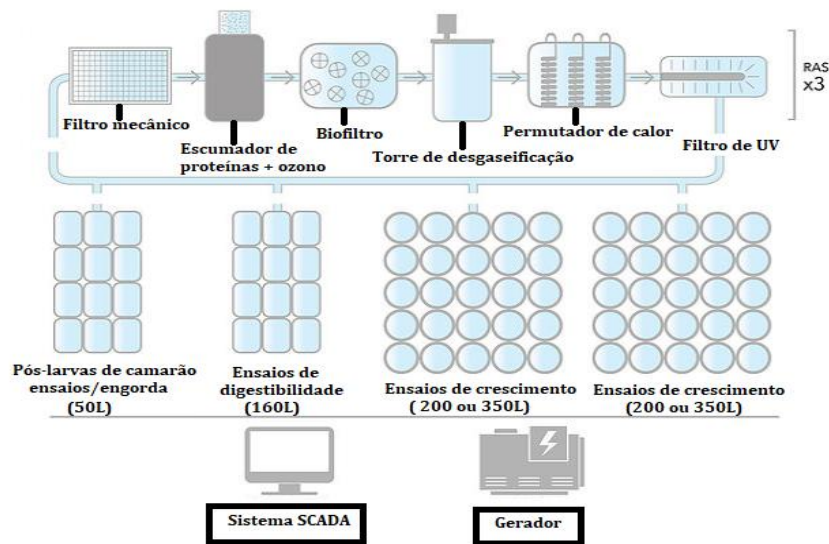 RAS
x3
Filtro mecânico
Escumador de
proteínas + ozono
Biofiltro
Torre de desgaseificação
Permutador de calor
Filtro de UV
Pós-larvas de camarão
ensaios/engorda
(50L)
Ensaios de
digestibilidade
(160L)
Ensaios de crescimento
( 200 ou 350L)
Ensaios de crescimento
(200 ou 350L)
Sistema SCADA
Gerador